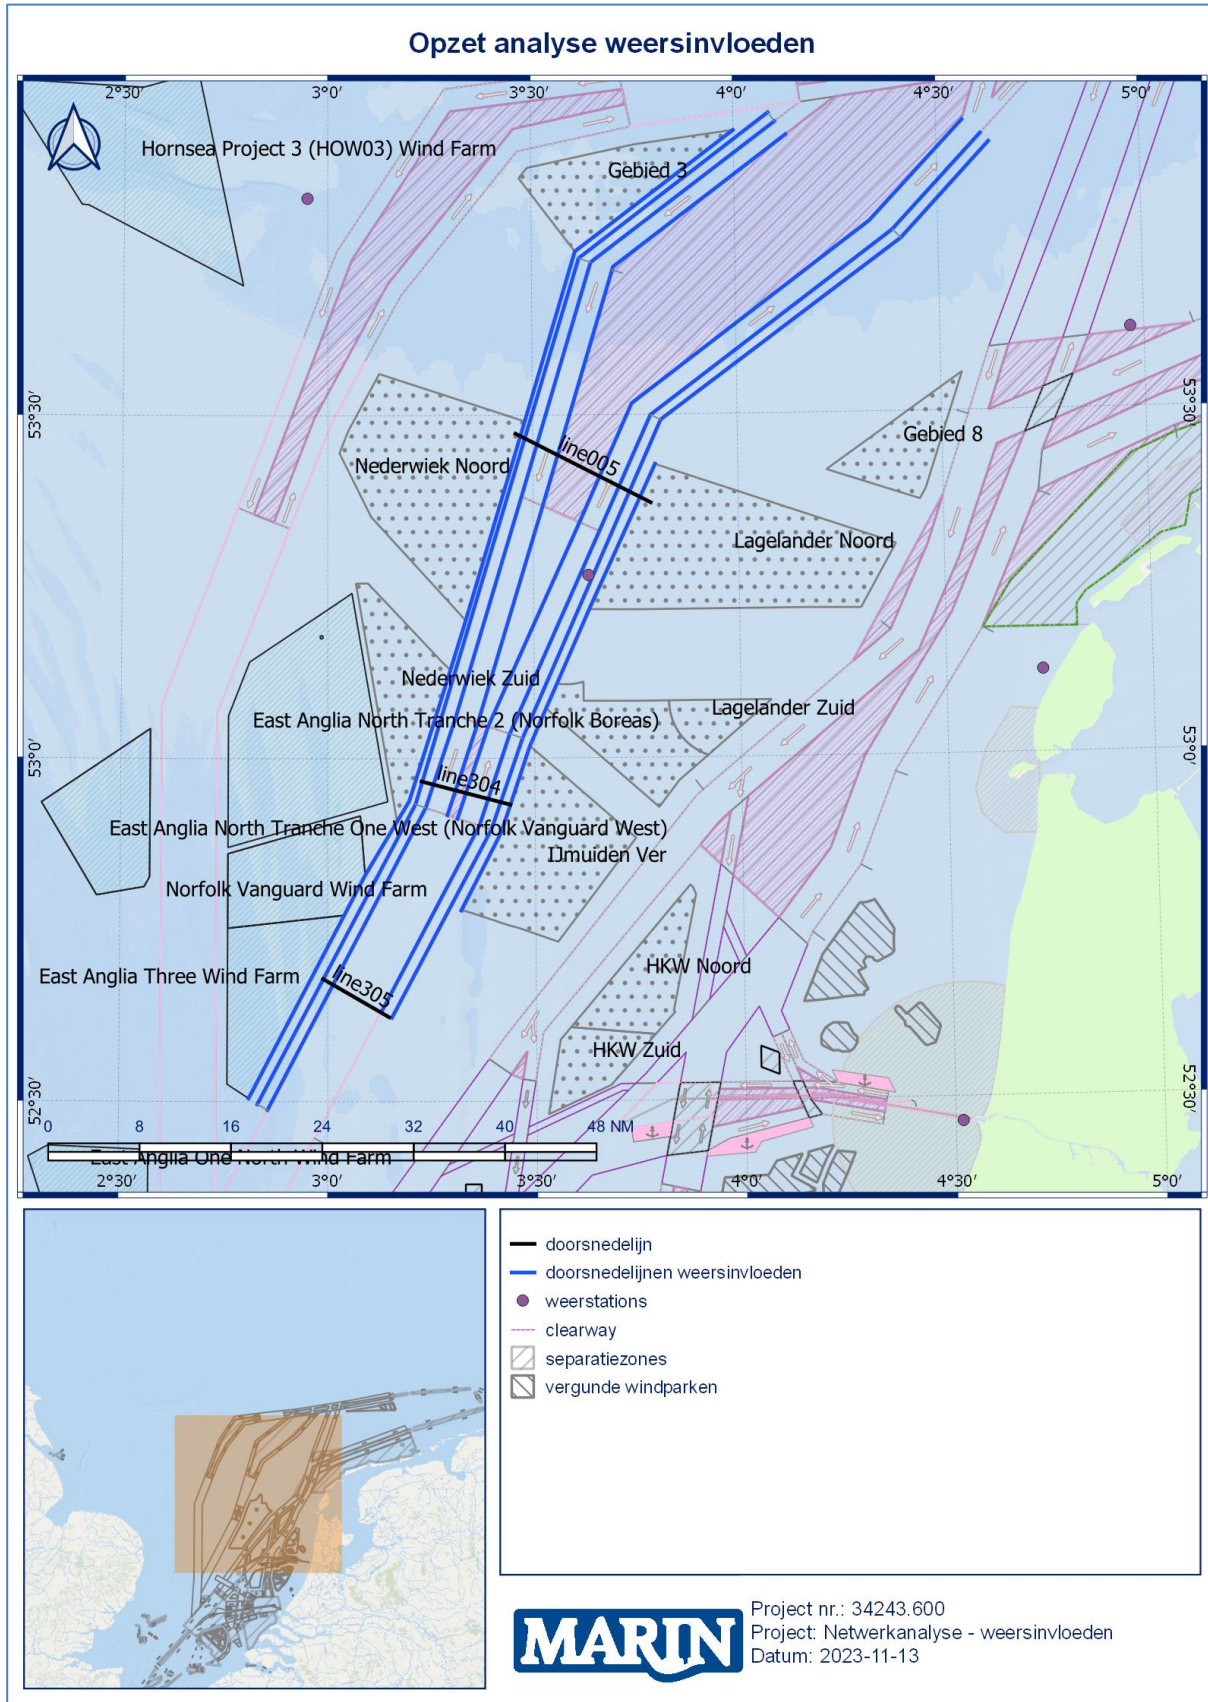 Opzet analyse weersinvloeden
2°30'
3°0'
3°30'
4°0'
4°30'
5°0'
Hornsea Project 3 (HOW03) Wind Farm
Gebied 3
53°30'
53°30'
Gebied 8
line005
Nederwiek Noord
Lagelander Noord
Nederwiek Zuid
Lagelander Zuid
East Anglia North Tranche 2 (Norfolk Boreas)
53°0'
53°0'
line304
East Anglia North Tranche One West (Norfolk Vanguard West)
IJmuiden Ver
Norfolk Vanguard Wind Farm
HKW Noord
East Anglia Three Wind Farm
line305
HKW Zuid
52°30'
52°30'
0
8
16
24
32
40
48 NM
East Anglia One North Wind Farm
2°30'
3°0'
3°30'
4°0'
4°30'
5°0'
doorsnedelijn
doorsnedelijnen weersinvloeden
weerstations
clearway
separatiezones
vergunde windparken
MARIN
Project nr.: 34243.600
Project: Netwerkanalyse - weersinvloeden
Datum: 2023-11-13